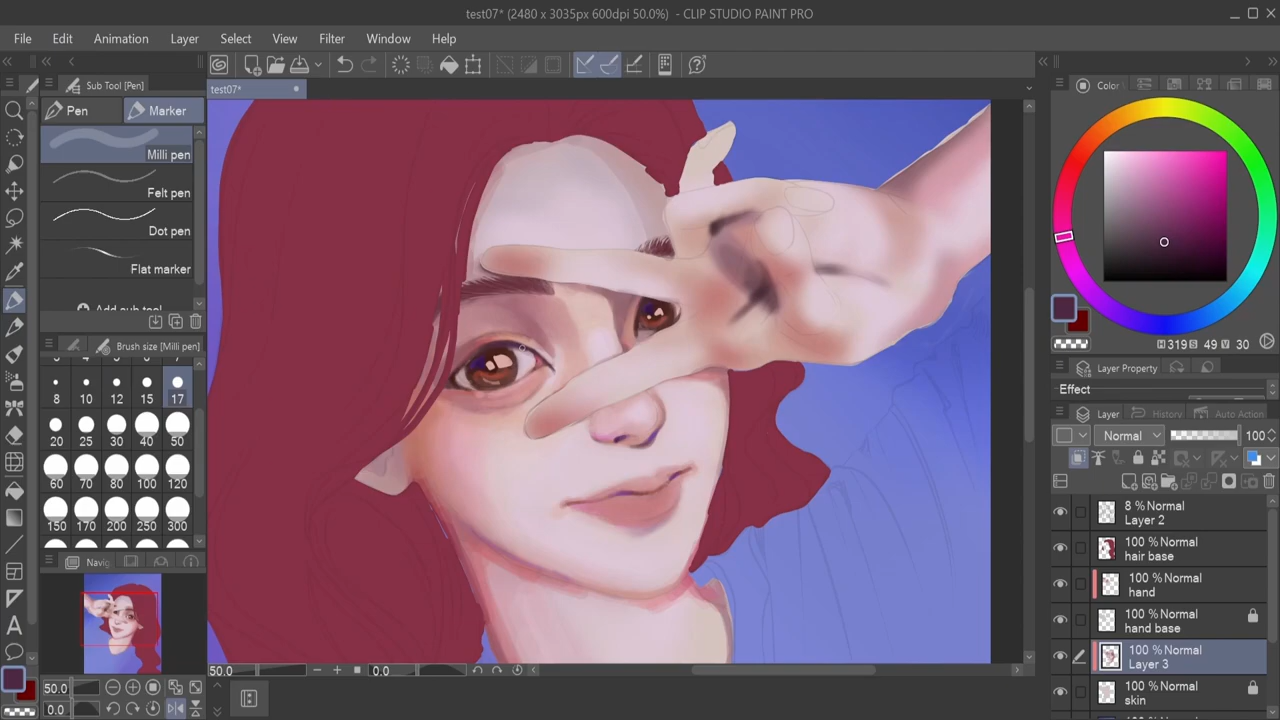 test07* (2480 x 3035px 600dpi 50.0%) - CLIP STUDIO PAINT PRO
File Edit Animation Layer Select View Filter Window Help
Sub Tool [Pen]
test07*
Color
Pen Marker
Milli pen
Felt pen
Dot pen
Flat marker
Add sub tool
Brush size [Milli pen]
8 10 12 15 17
20 25 30 40 50
60 70 80 100 120
150 170 200 250 300
H 319 S 49 V 30
Layer Property
Effect
Layer History Auto Action
Normal 100
8 % Normal
Layer 2
100 % Normal
hair base
100 % Normal
hand
100 % Normal
hand base
100 % Normal
Layer 3
100 % Normal
skin
100 % Normal
Navig
50.0
0.0
50.0 0.0